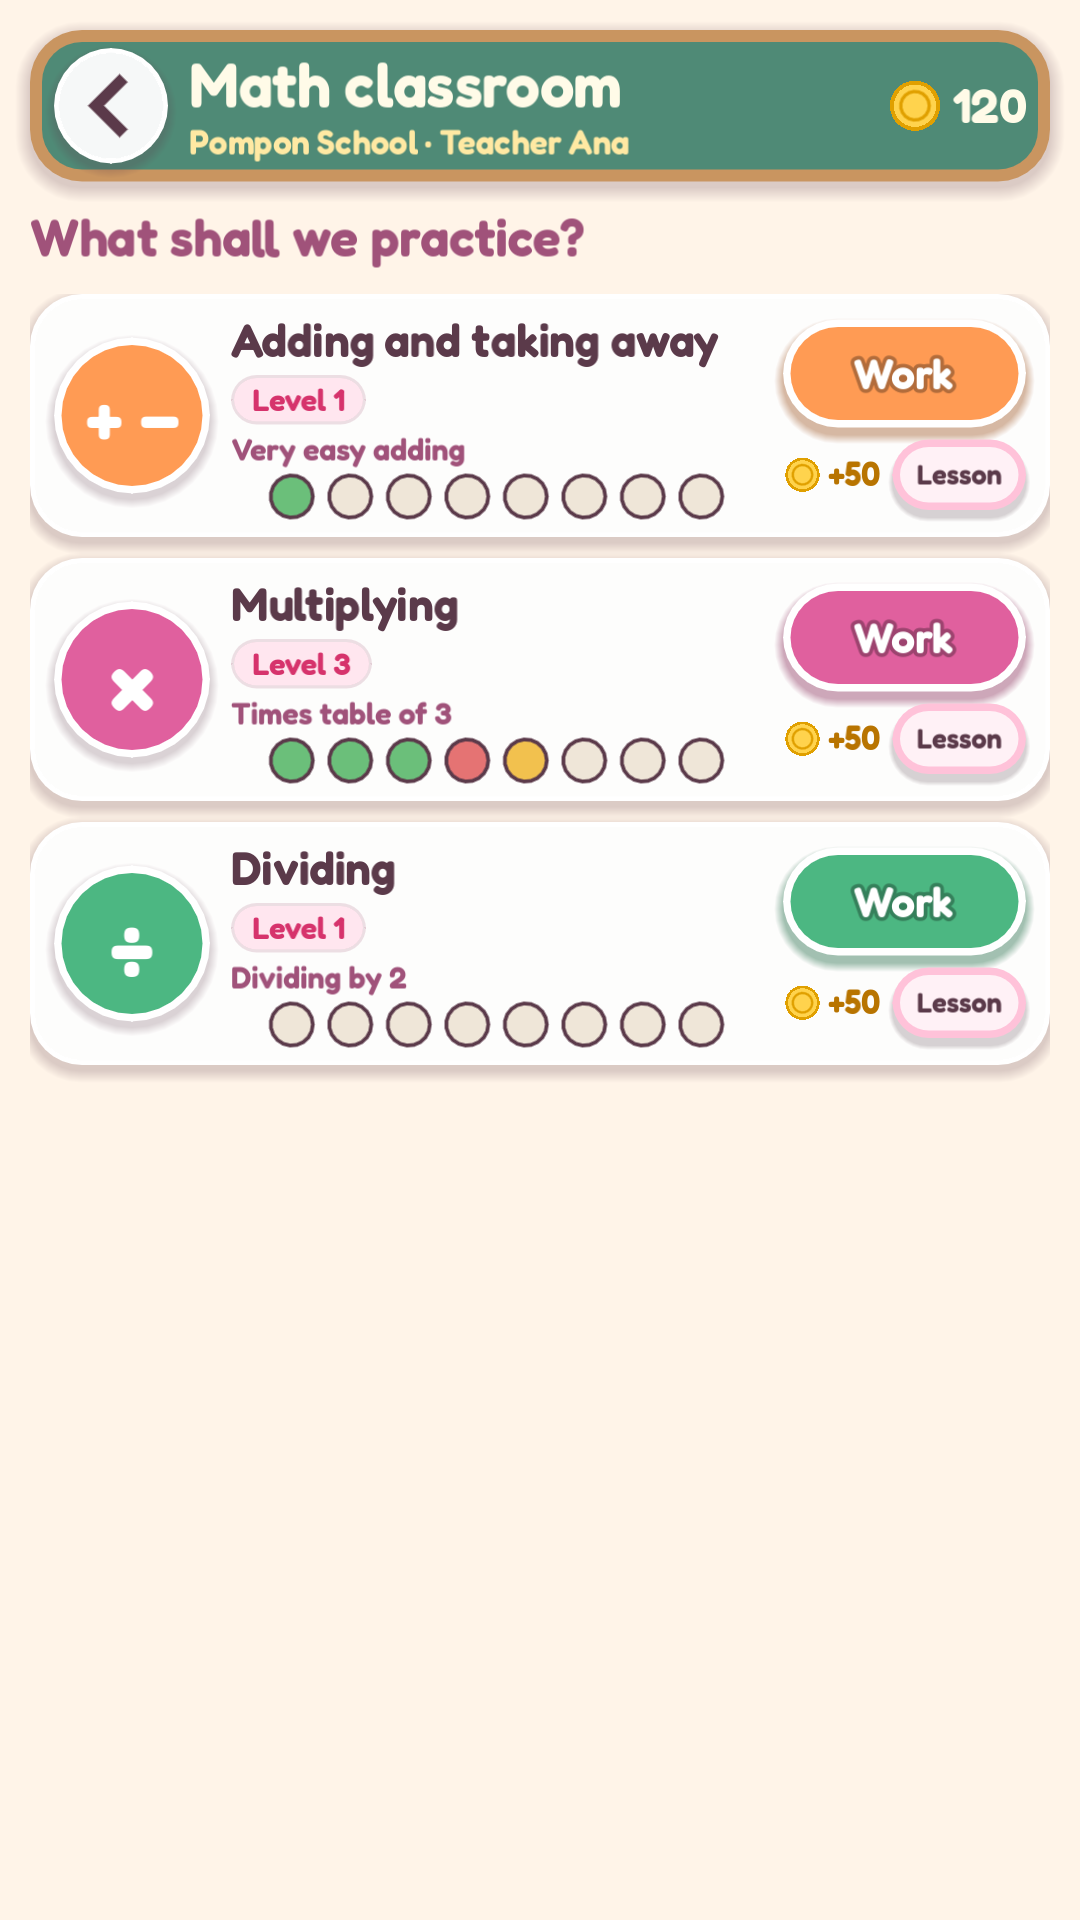 Math classroom
120
Pompon School · Teacher Ana
What shall we practice?
Adding and taking away
Work
Level 1
Very easy adding
+50
Lesson
+ −
Multiplying
Work
Level 3
Times table of 3
+50
Lesson
×
Dividing
Work
Level 1
Dividing by 2
+50
Lesson
÷